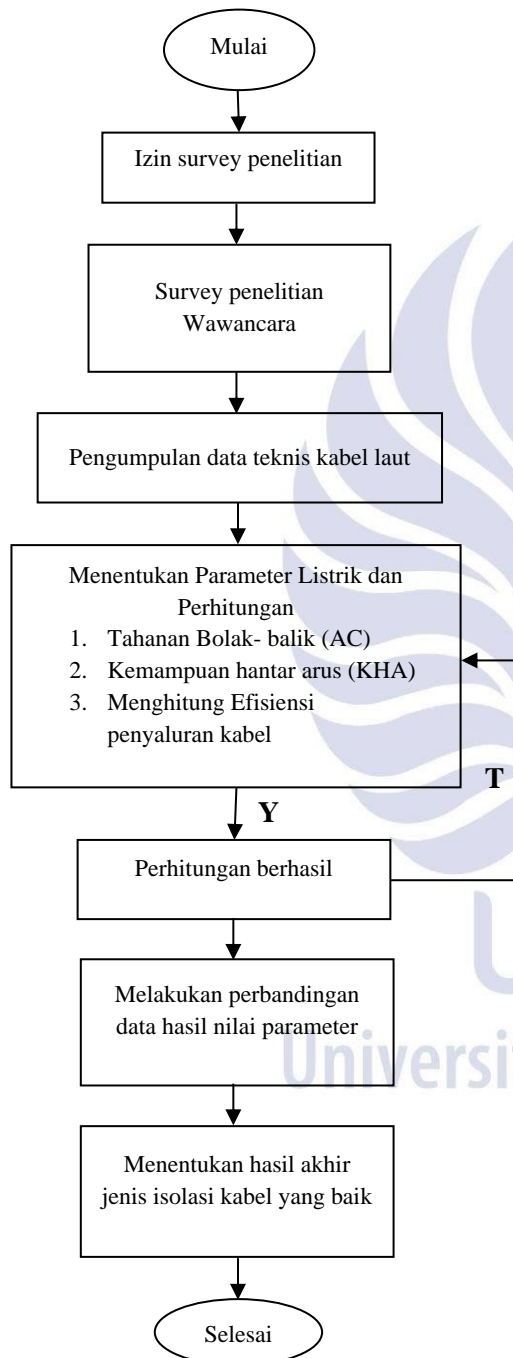 Mulai
Izin survey penelitian
Survey penelitian
Wawancara
Pengumpulan data teknis kabel laut
Menentukan Parameter Listrik dan
Perhitungan
1. Tahanan Bolak- balik (AC)
2. Kemampuan hantar arus (KHA)
3. Menghitung Efisiensi
penyaluran kabel
T
Y
Perhitungan berhasil
Melakukan perbandingan
data hasil nilai parameter
Menentukan hasil akhir
jenis isolasi kabel yang baik
Selesai